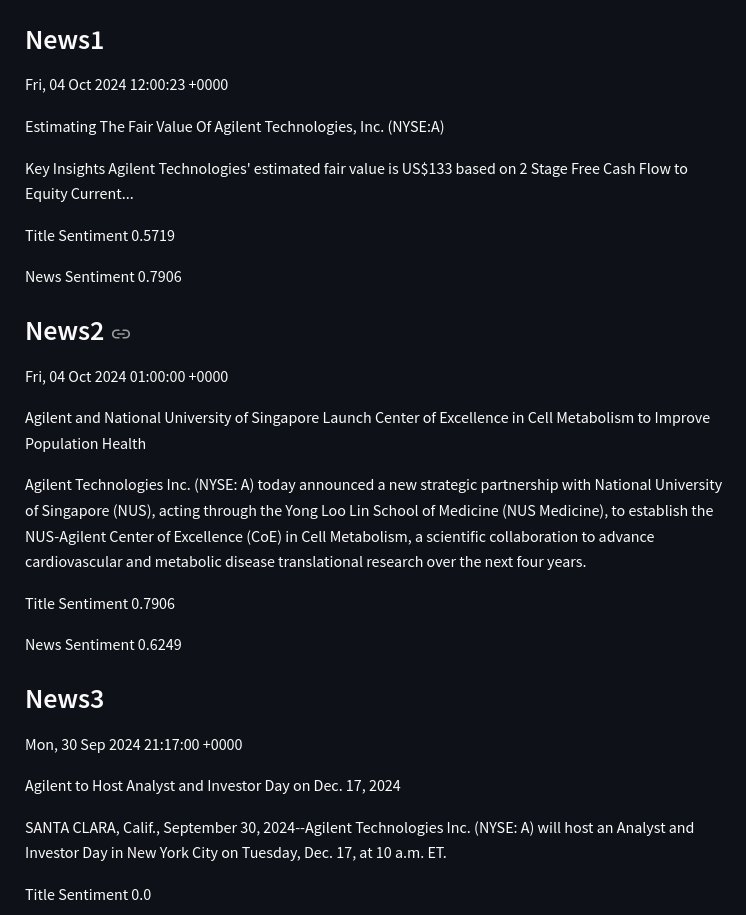 News1
Fri, 04 Oct 2024 12:00:23 +0000
Estimating The Fair Value Of Agilent Technologies, Inc. (NYSE:A)
Key Insights Agilent Technologies' estimated fair value is US$133 based on 2 Stage Free Cash Flow to
Equity Current...
Title Sentiment 0.5719
News Sentiment 0.7906
News2
Fri, 04 Oct 2024 01:00:00 +0000
Agilent and National University of Singapore Launch Center of Excellence in Cell Metabolism to Improve
Population Health
Agilent Technologies Inc. (NYSE: A) today announced a new strategic partnership with National University
of Singapore (NUS), acting through the Yong Loo Lin School of Medicine (NUS Medicine), to establish the
NUS-Agilent Center of Excellence (CoE) in Cell Metabolism, a scientific collaboration to advance
cardiovascular and metabolic disease translational research over the next four years.
Title Sentiment 0.7906
News Sentiment 0.6249
News3
Mon, 30 Sep 2024 21:17:00 +0000
Agilent to Host Analyst and Investor Day on Dec. 17, 2024
SANTA CLARA, Calif., September 30, 2024--Agilent Technologies Inc. (NYSE: A) will host an Analyst and
Investor Day in New York City on Tuesday, Dec. 17, at 10 a.m. ET.
Title Sentiment 0.0